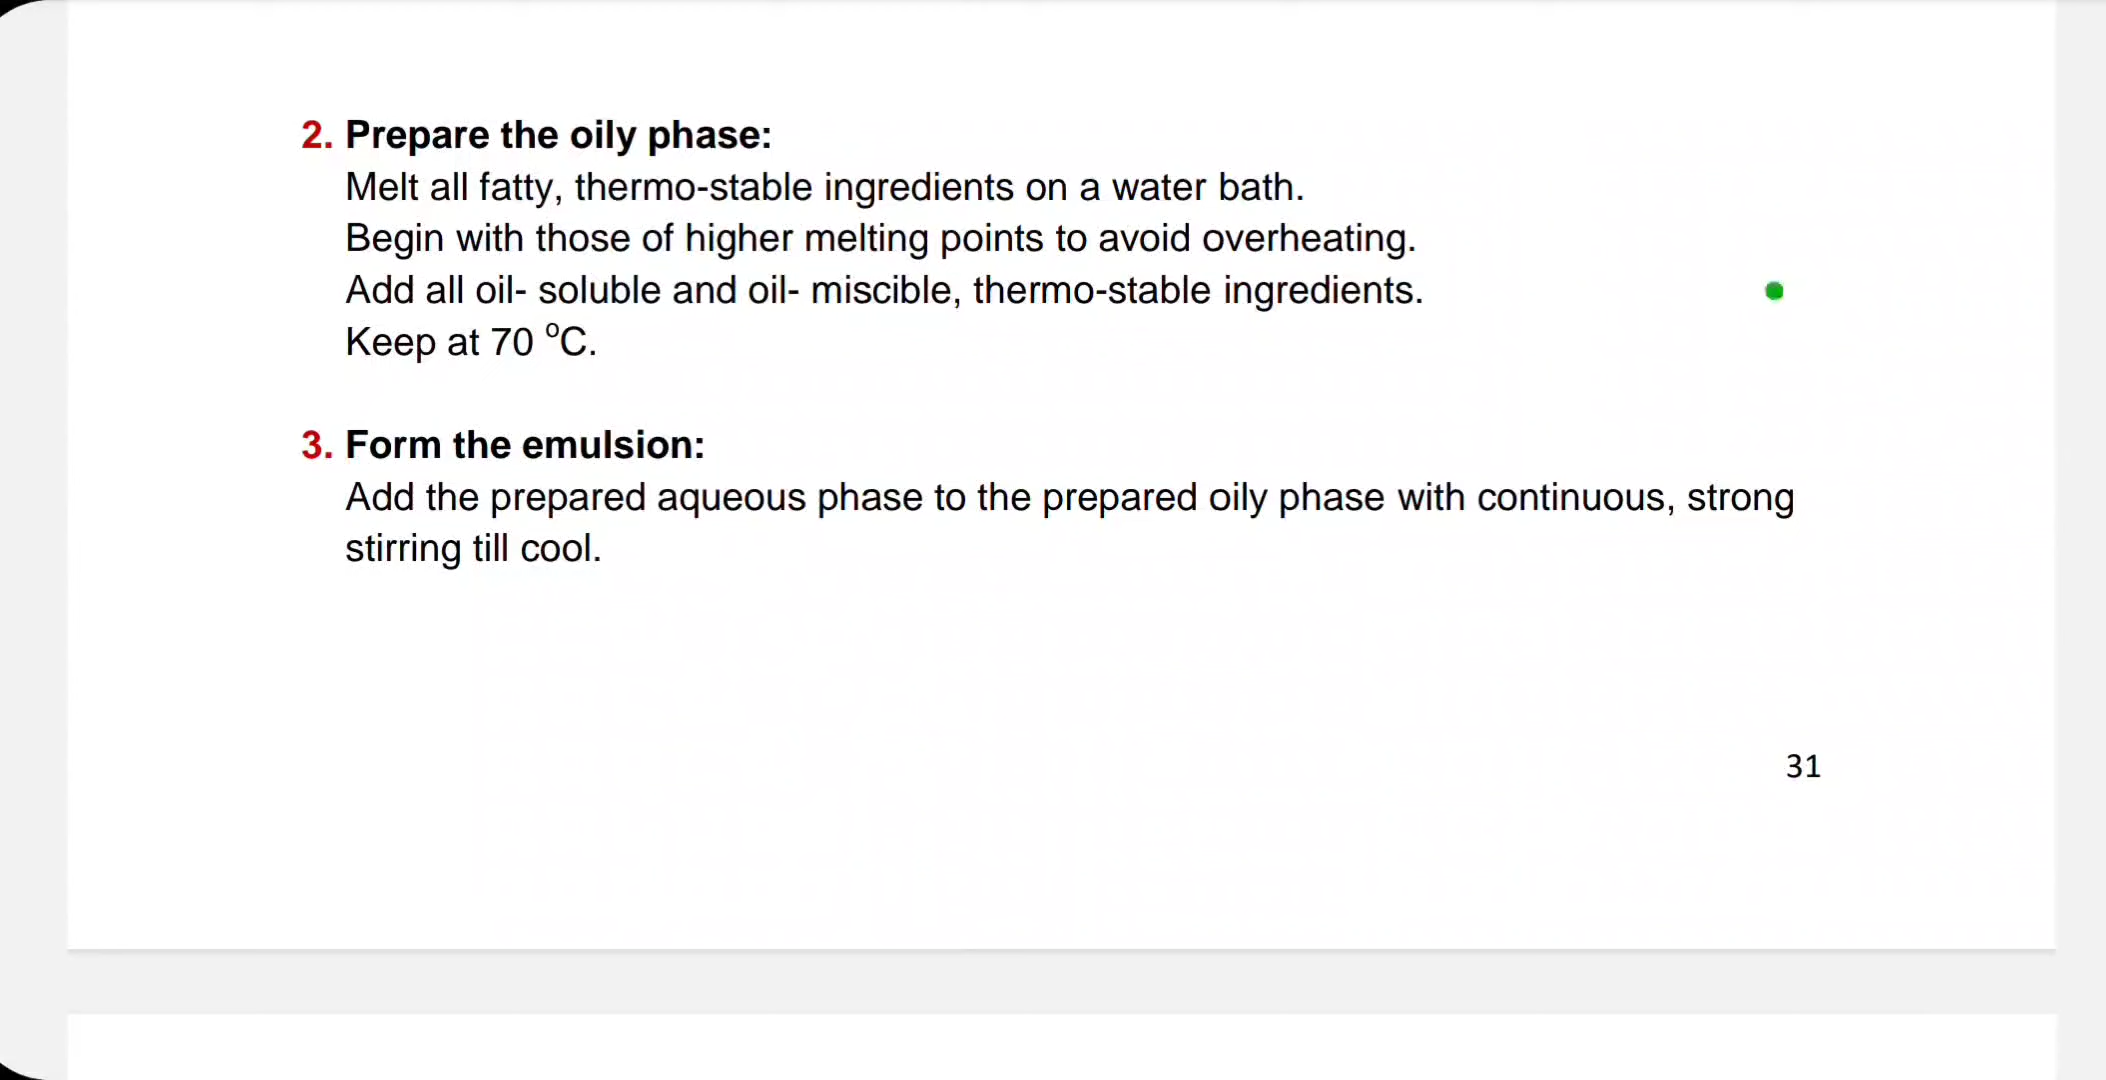 2. Prepare the oily phase:
Melt all fatty, thermo-stable ingredients on a water bath.
Begin with those of higher melting points to avoid overheating.
Add all oil- soluble and oil- miscible, thermo-stable ingredients.
Keep at 70 ºC.
3. Form the emulsion:
Add the prepared aqueous phase to the prepared oily phase with continuous, strong
stirring till cool.
31